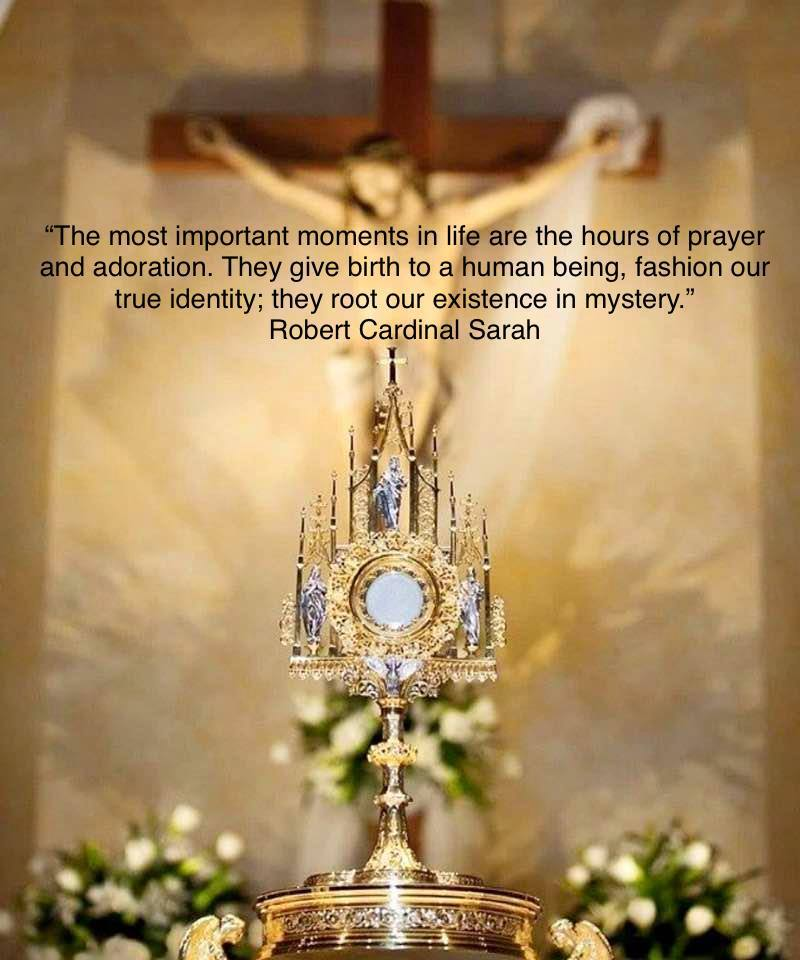 “The most important moments in life are the hours of prayer
and adoration. They give birth to a human being, fashion our
true identity; they root our existence in mystery.”
Robert Cardinal Sarah